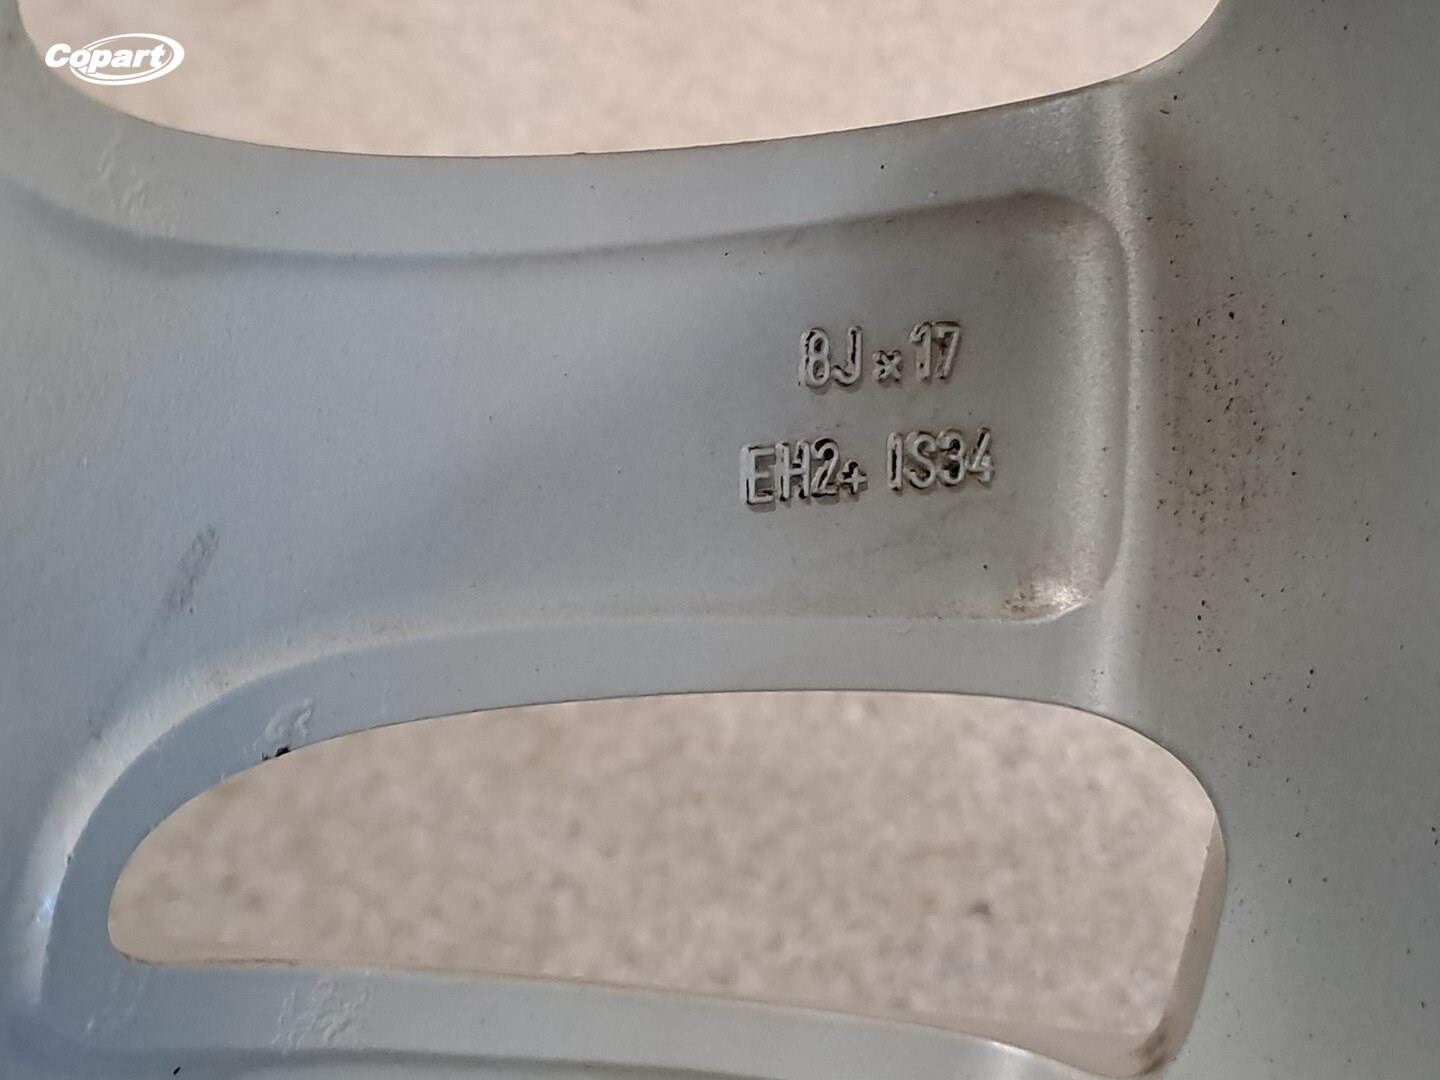 Copart
8J x 17
EH2+ IS34